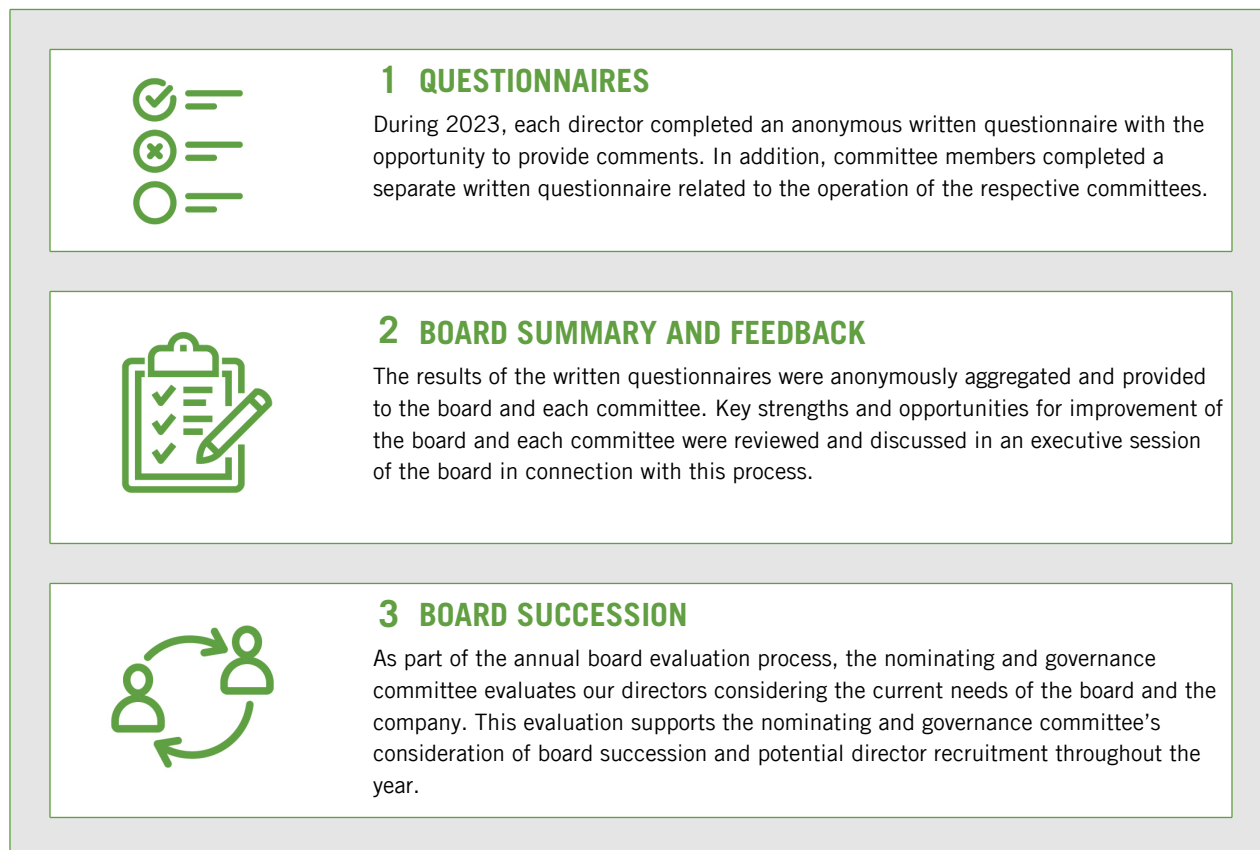 1 QUESTIONNAIRES
During 2023, each director completed an anonymous written questionnaire with the
opportunity to provide comments. In addition, committee members completed a
separate written questionnaire related to the operation of the respective committees.
2 BOARD SUMMARY AND FEEDBACK
The results of the written questionnaires were anonymously aggregated and provided
to the board and each committee. Key strengths and opportunities for improvement of
the board and each committee were reviewed and discussed in an executive session
of the board in connection with this process.
3 BOARD SUCCESSION
As part of the annual board evaluation process, the nominating and governance
committee evaluates our directors considering the current needs of the board and the
company. This evaluation supports the nominating and governance committee’s
consideration of board succession and potential director recruitment throughout the
year.